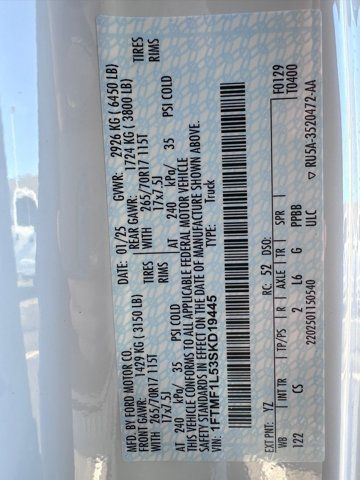 MFD. BY FORD MOTOR CO.
DATE: 01/25
GVWR: 2926 KG ( 6450 LB)
FRONT GAWR: 1429 KG ( 3150 LB)
REAR GAWR: 1724 KG ( 3800 LB)
WITH 265/70R17 115T TIRES
WITH 265/70R17 115T TIRES
17x7.5J RIMS
17x7.5J RIMS
AT 240 kPa/ 35 PSI COLD
AT 240 kPa/ 35 PSI COLD
THIS VEHICLE CONFORMS TO ALL APPLICABLE FEDERAL MOTOR VEHICLE
SAFETY STANDARDS IN EFFECT ON THE DATE OF MANUFACTURE SHOWN ABOVE.
VIN: 1FTMF1L53SKD19445
Truck
F0129
T0400
EXT PNT: YZ RC: 52 DSO:
WB INT TR TP/PS R AXLE TR SPR
122 CS 2 L6 G PPBB
ULC
2202501150540
▽ RU5A-3520472-AA